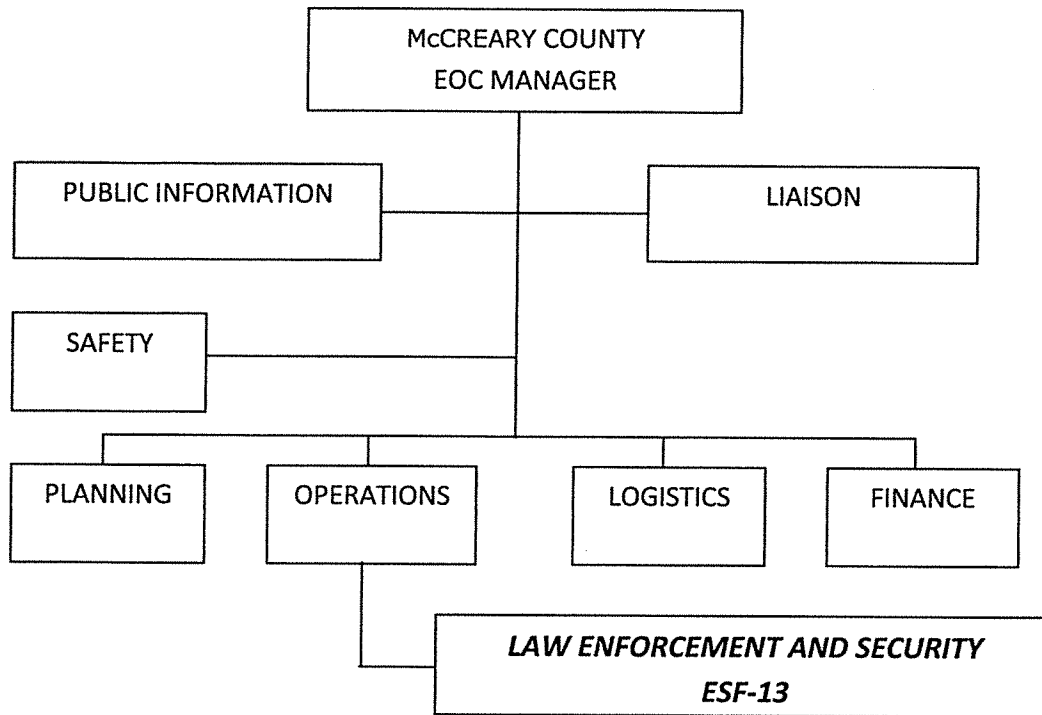 McCREARY COUNTY
EOC MANAGER
PUBLIC INFORMATION
LIAISON
SAFETY
PLANNING
OPERATIONS
LOGISTICS
FINANCE
LAW ENFORCEMENT AND SECURITY
ESF-13